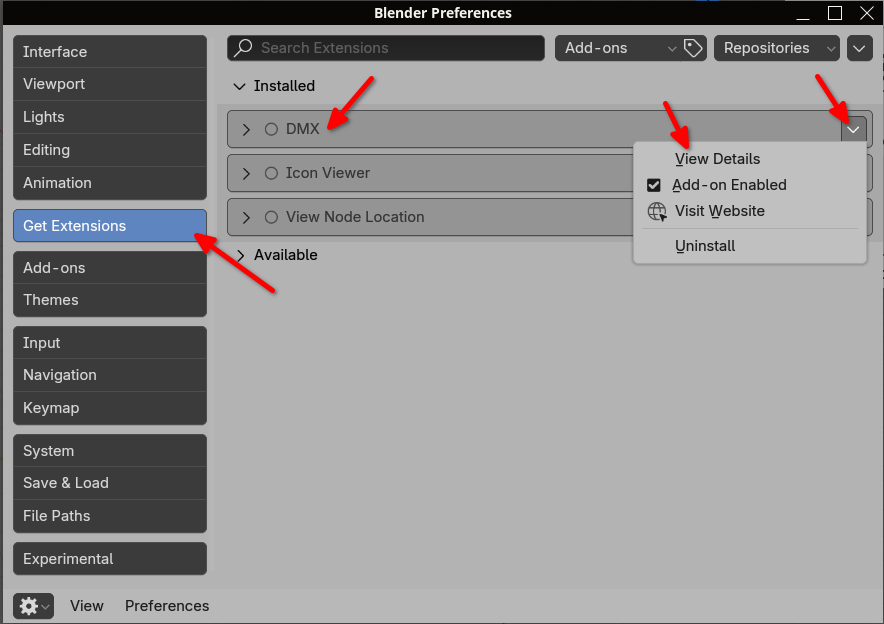 Blender Preferences
Interface
Viewport
Lights
Editing
Animation
Get Extensions
Add-ons
Themes
Input
Navigation
Keymap
System
Save & Load
File Paths
Experimental
Search Extensions
Add-ons
Repositories
Installed
DMX
Icon Viewer
View Node Location
Available
View Details
Add-on Enabled
Visit Website
Uninstall
View
Preferences